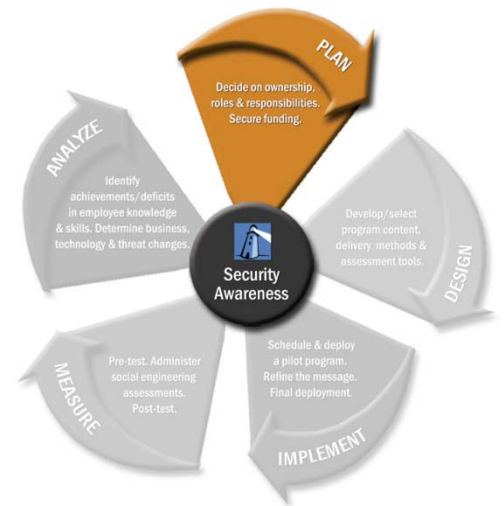 PLAN
Decide on ownership,
roles & responsibilities.
Secure funding.
DESIGN
Develop/select
program content,
delivery methods &
assessment tools.
IMPLEMENT
Schedule & deploy
a pilot program.
Refine the message.
Final deployment.
MEASURE
Pre-test. Administer
social engineering
assessments.
Post-test.
ANALYZE
Identify
achievements/deficits
in employee knowledge
& skills. Determine business,
technology & threat changes.
Security
Awareness